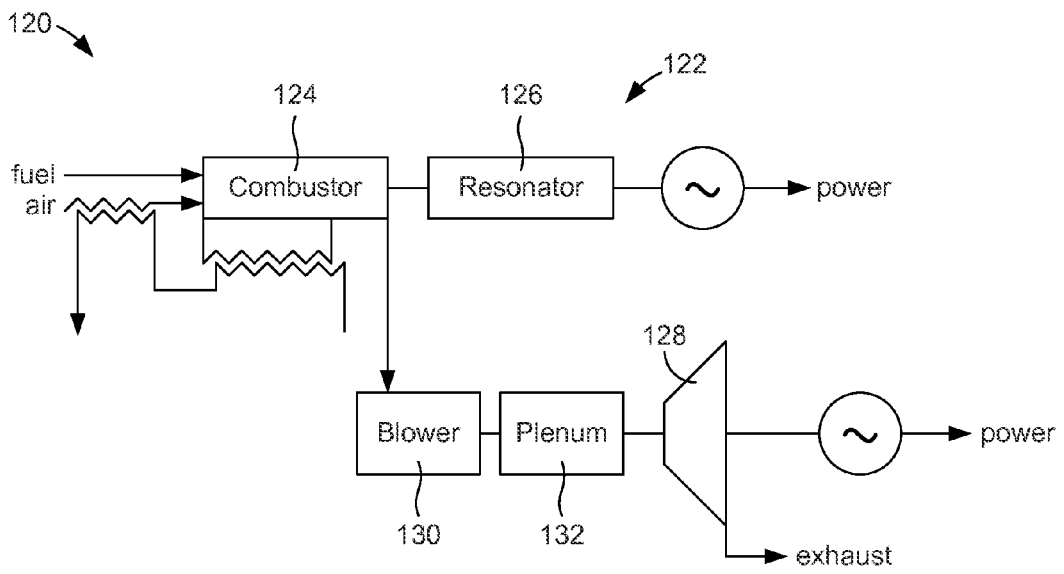 120
122
124
126
fuel
air
Combustor
Resonator
~
power
128
Blower
Plenum
~
power
130
132
exhaust